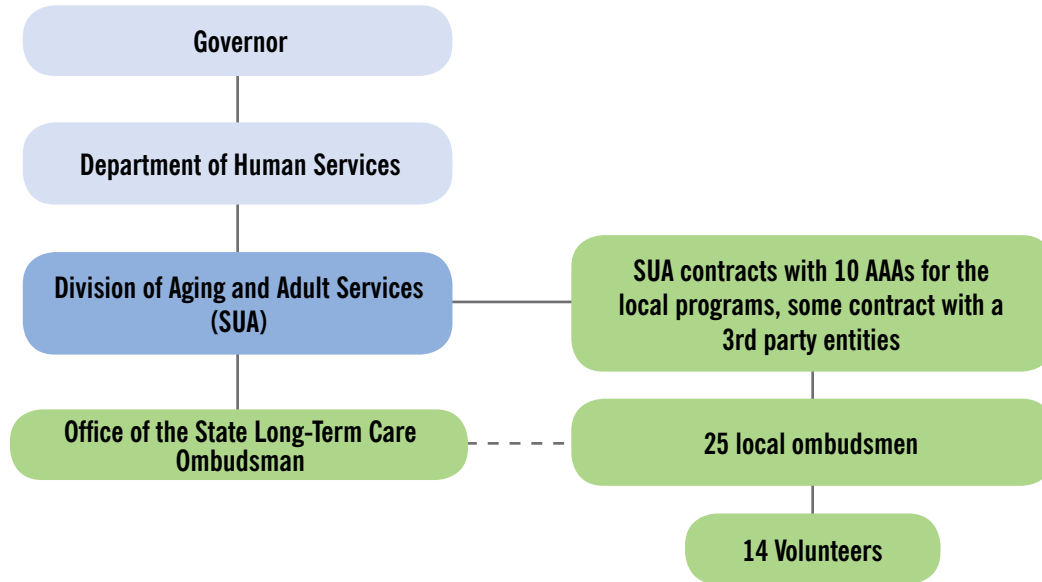 Governor
Department of Human Services
Division of Aging and Adult Services
(SUA)
SUA contracts with 10 AAAs for the
local programs, some contract with a
3rd party entities
Office of the State Long-Term Care
Ombudsman
25 local ombudsmen
14 Volunteers